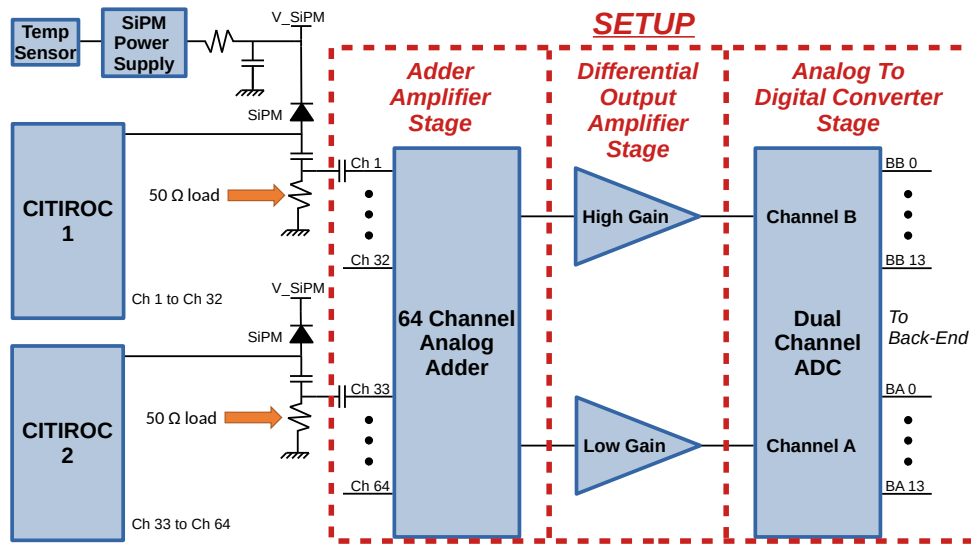 SETUP
Temp
Sensor
SiPM
Power
Supply
V_SiPM
SiPM
CITIROC
1
50 Ω load
Ch 1 to Ch 32
V_SiPM
SiPM
CITIROC
2
50 Ω load
Ch 33 to Ch 64
Adder
Amplifier
Stage
Ch 1
Ch 32
64 Channel
Analog
Adder
Ch 33
Ch 64
Differential
Output
Amplifier
Stage
High Gain
Low Gain
Analog To
Digital Converter
Stage
Channel B
Dual
Channel
ADC
Channel A
BB 0
BB 13
To
Back-End
BA 0
BA 13